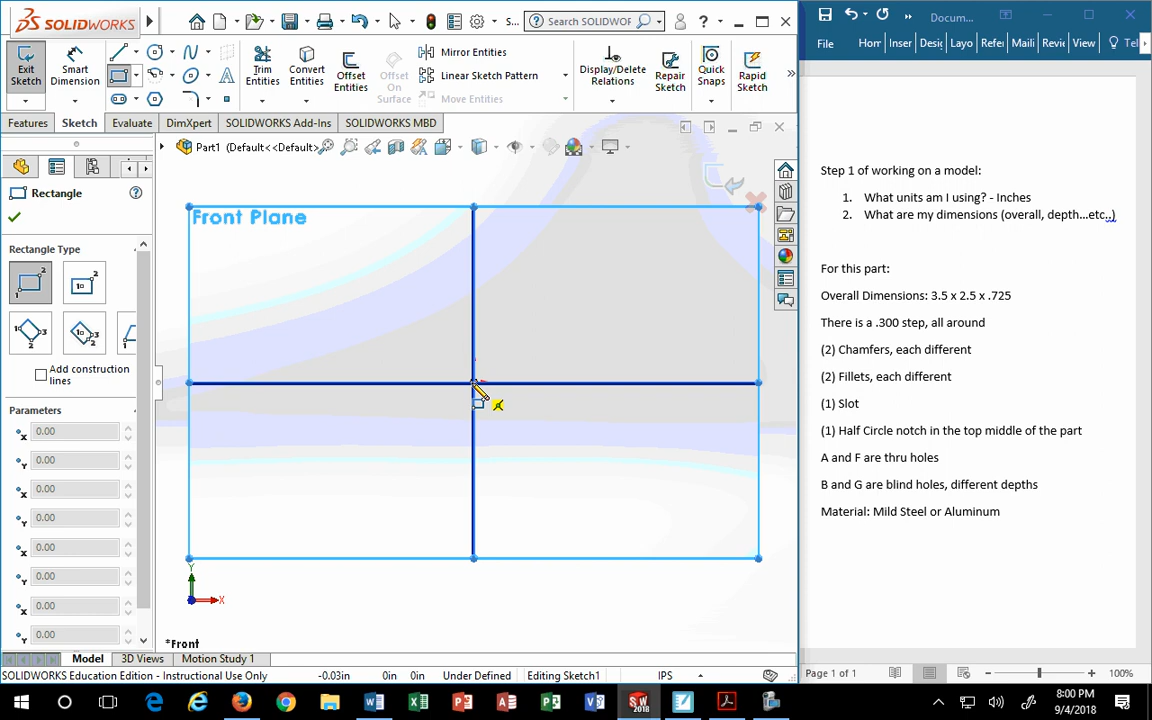 SOLIDWORKS
S...
Search SOLIDWOF
?
Exit Sketch
Smart Dimension
Trim Entities
Convert Entities
Offset Entities
Offset On Surface
Mirror Entities
Linear Sketch Pattern
Move Entities
Display/Delete Relations
Repair Sketch
Quick Snaps
Rapid Sketch
Features
Sketch
Evaluate
DimXpert
SOLIDWORKS Add-Ins
SOLIDWORKS MBD
Part1 (Default<<Default>
Rectangle
Rectangle Type
Add construction lines
Parameters
x 0.00
Y 0.00
x 0.00
Y 0.00
x 0.00
Y 0.00
x 0.00
Y 0.00
Front Plane
Y
X
*Front
Model
3D Views
Motion Study 1
SOLIDWORKS Education Edition - Instructional Use Only
-0.03in
0in
0in
Under Defined
Editing Sketch1
IPS
Docum...
File
Inser
Layo
Refer
Maili
View
Tel
Step 1 of working on a model:
1. What units am I using? - Inches
2. What are my dimensions (overall, depth...etc..)
For this part:
Overall Dimensions: 3.5 x 2.5 x .725
There is a .300 step, all around
(2) Chamfers, each different
(2) Fillets, each different
(1) Slot
(1) Half Circle notch in the top middle of the part
A and F are thru holes
B and G are blind holes, different depths
Material: Mild Steel or Aluminum
Page 1 of 1
100%
8:00 PM
9/4/2018